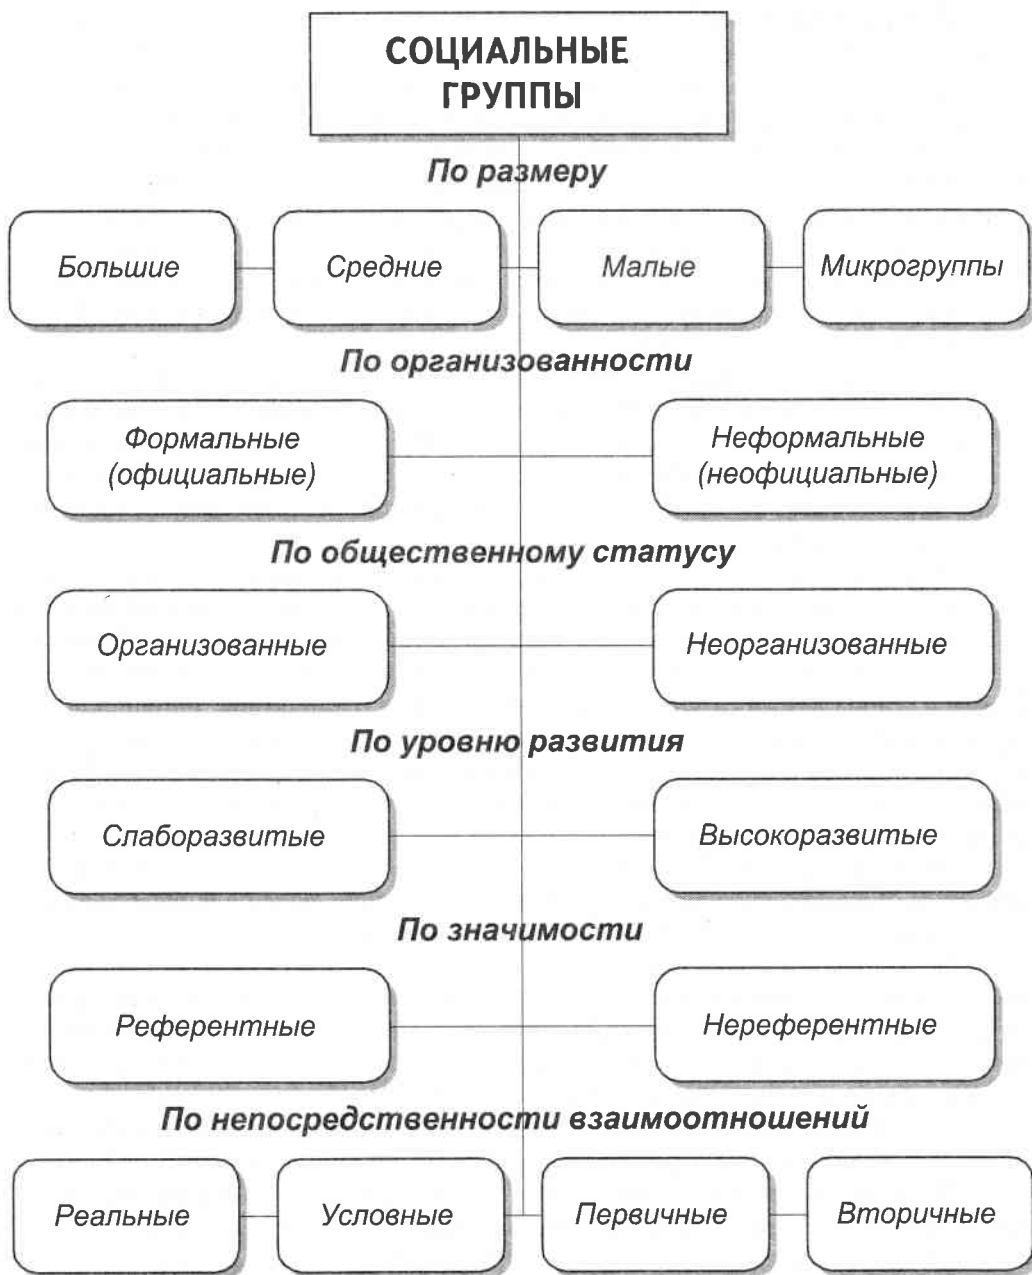 СОЦИАЛЬНЫЕ
ГРУППЫ
По размеру
Большие
Средние
Малые
Микрогруппы
По организованности
Формальные
(официальные)
Неформальные
(неофициальные)
По общественному статусу
Организованные
Неорганизованные
По уровню развития
Слаборазвитые
Высокоразвитые
По значимости
Референтные
Нереферентные
По непосредственности взаимоотношений
Реальные
Условные
Первичные
Вторичные